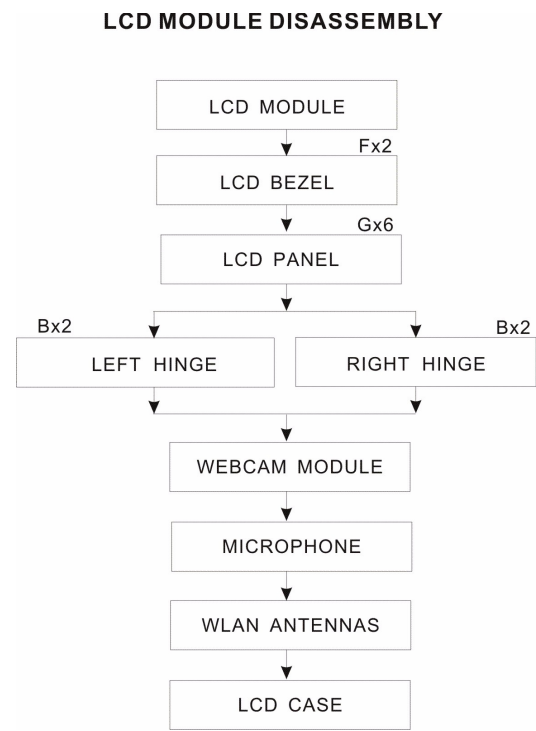 LCD MODULE DISASSEMBLY
LCD MODULE
Fx2
LCD BEZEL
Gx6
LCD PANEL
Bx2
Bx2
LEFT HINGE
RIGHT HINGE
WEBCAM MODULE
MICROPHONE
WLAN ANTENNAS
LCD CASE